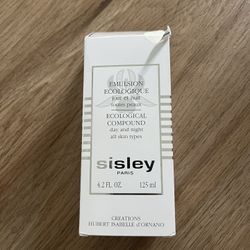 EMULSION
ECOLOGIQUE
jour et nuit
toutes peaux
ECOLOGICAL
COMPOUND
day and night
all skin types
sisley
PARIS
4.2 FL. OZ. 125 ml
CREATIONS
HUBERT ISABELLE d'ORNANO